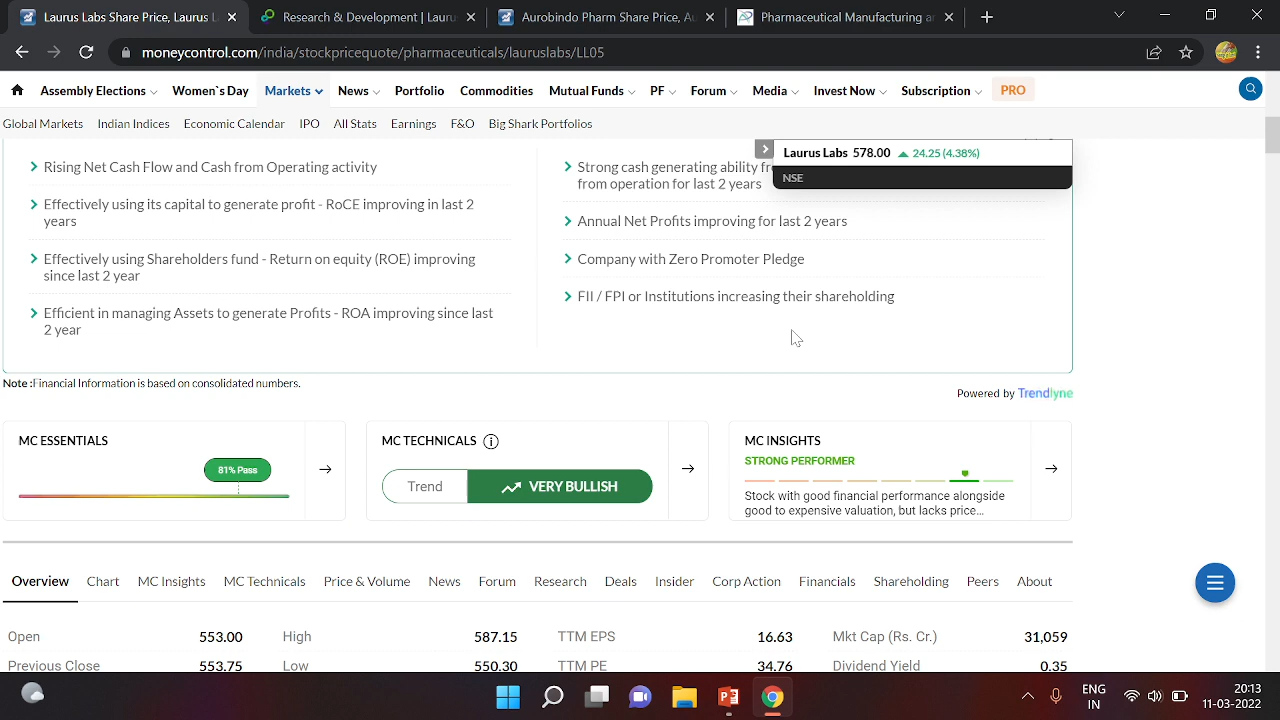 Laurus Labs Share Price, Laurus L
Research & Development | Laurus
Aurobindo Pharm Share Price, Au
Pharmaceutical Manufacturing an
moneycontrol.com/india/stockpricequote/pharmaceuticals/lauruslabs/LL05
Assembly Elections Women`s Day Markets News Portfolio Commodities Mutual Funds PF Forum Media Invest Now Subscription PRO
Global Markets Indian Indices Economic Calendar IPO All Stats Earnings F&O Big Shark Portfolios
Laurus Labs 578.00 24.25 (4.38%)
NSE
Rising Net Cash Flow and Cash from Operating activity
Effectively using its capital to generate profit - RoCE improving in last 2
years
Effectively using Shareholders fund - Return on equity (ROE) improving
since last 2 year
Efficient in managing Assets to generate Profits - ROA improving since last
2 year
Strong cash generating ability fr
from operation for last 2 years
Annual Net Profits improving for last 2 years
Company with Zero Promoter Pledge
FII / FPI or Institutions increasing their shareholding
Note :Financial Information is based on consolidated numbers.
Powered by Trendlyne
MC ESSENTIALS
81% Pass
MC TECHNICALS
Trend VERY BULLISH
MC INSIGHTS
STRONG PERFORMER
Stock with good financial performance alongside
good to expensive valuation, but lacks price...
Overview Chart MC Insights MC Technicals Price & Volume News Forum Research Deals Insider Corp Action Financials Shareholding Peers About
Open 553.00 High 587.15 TTM EPS 16.63 Mkt Cap (Rs. Cr.) 31,059
Previous Close 553.75 Low 550.30 TTM PE 34.76 Dividend Yield 0.35
ENG
IN
20:13
11-03-2022